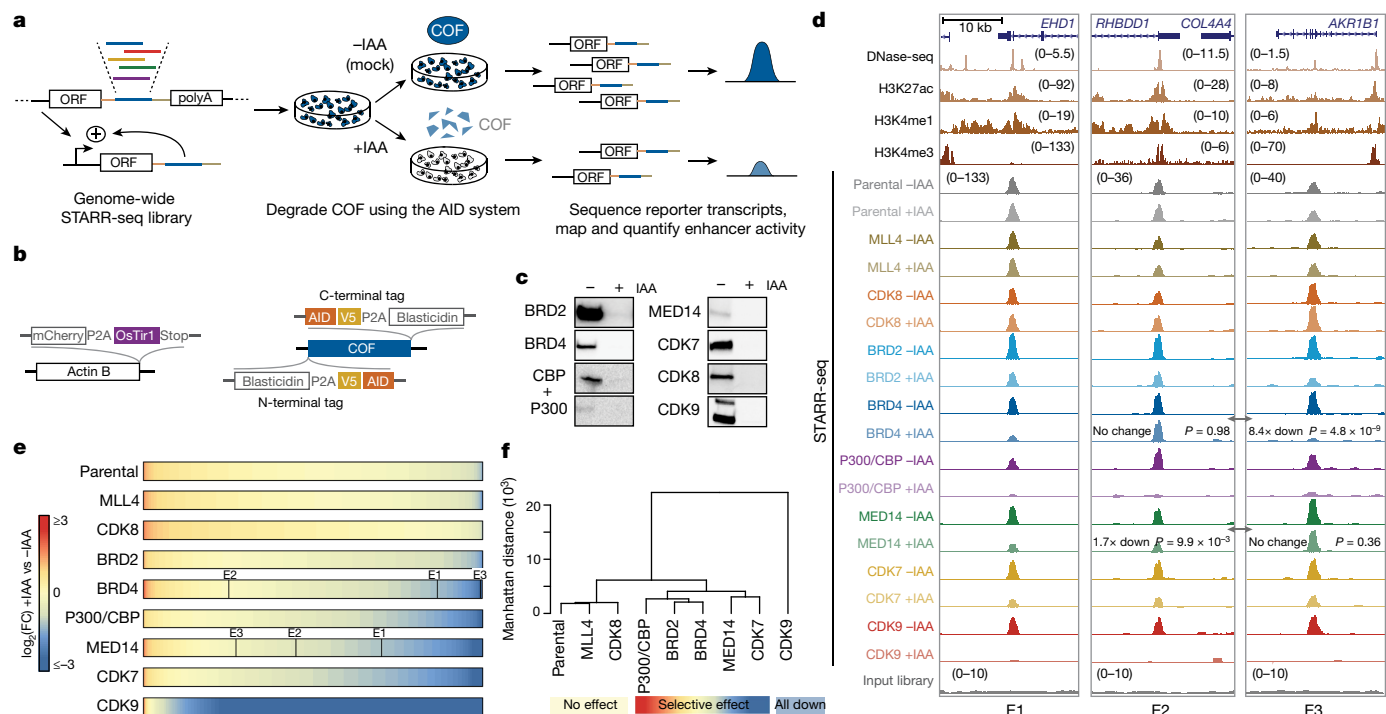 a
ORF
polyA
ORF
Genome-wide
STARR-seq library
–IAA
(mock)
+IAA
COF
COF
Degrade COF using the AID system
ORF
ORF
ORF
ORF
ORF
ORF
Sequence reporter transcripts,
map and quantify enhancer activity
b
mCherry P2A OsTir1 Stop
Actin B
C-terminal tag
AID V5 P2A Blasticidin
COF
Blasticidin P2A V5 AID
N-terminal tag
c
– + IAA
BRD2
BRD4
CBP
+
P300
– + IAA
MED14
CDK7
CDK8
CDK9
d
10 kb
EHD1
RHBDD1 COL4A4
AKR1B1
DNase-seq (0–5.5) (0–11.5) (0–1.5)
H3K27ac (0–92) (0–28) (0–8)
H3K4me1 (0–19) (0–10) (0–6)
H3K4me3 (0–133) (0–6) (0–70)
STARR-seq
Parental –IAA (0–133) (0–36) (0–40)
Parental +IAA
MLL4 –IAA
MLL4 +IAA
CDK8 –IAA
CDK8 +IAA
BRD2 –IAA
BRD2 +IAA
BRD4 –IAA
BRD4 +IAA No change P = 0.98 8.4× down P = 4.8 × 10⁻⁹
P300/CBP –IAA
P300/CBP +IAA
MED14 –IAA
MED14 +IAA 1.7× down P = 9.9 × 10⁻³ No change P = 0.36
CDK7 –IAA
CDK7 +IAA
CDK9 –IAA
CDK9 +IAA
Input library (0–10) (0–10) (0–10)
E1 E2 E3
e
log₂(FC) +IAA vs –IAA
≥3
0
≤–3
Parental
MLL4
CDK8
BRD2
BRD4
E2 E1 E3
P300/CBP
MED14
E3 E2 E1
CDK7
CDK9
f
Manhattan distance (10³)
20
10
0
Parental
MLL4
CDK8
P300/CBP
BRD2
BRD4
MED14
CDK7
CDK9
No effect Selective effect All down